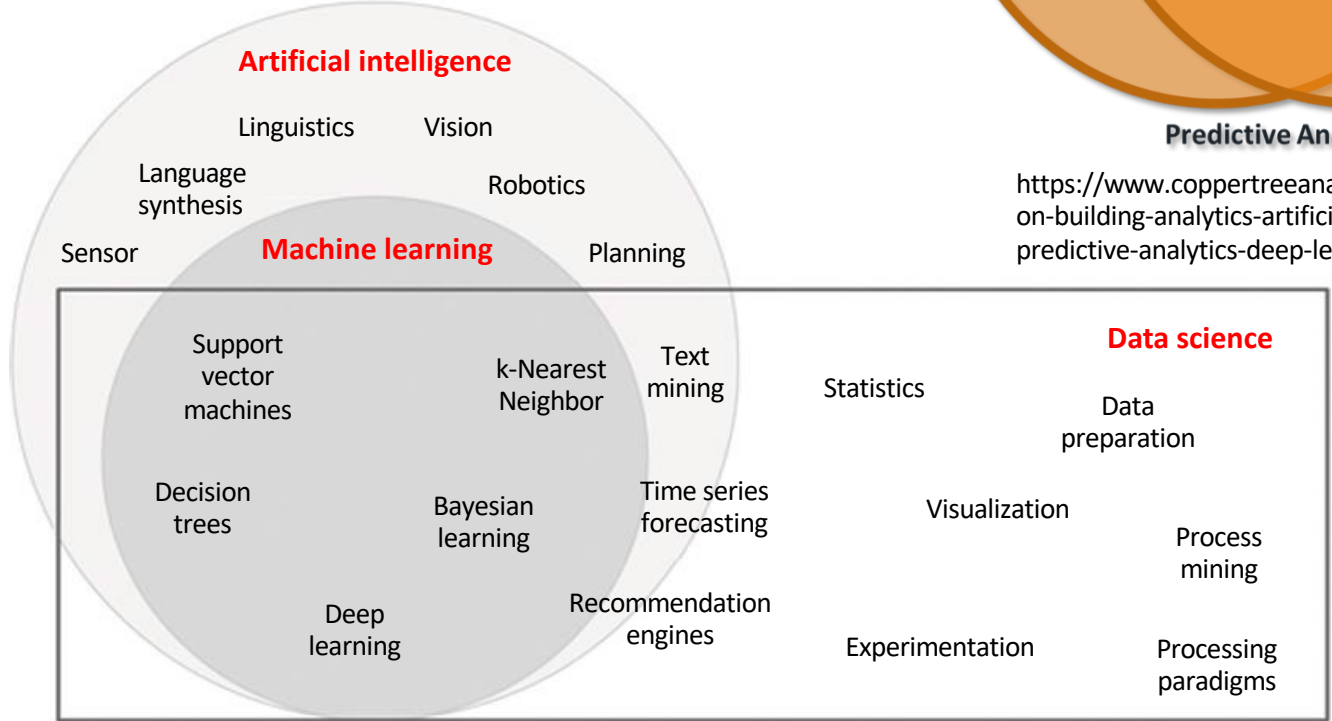 Artificial intelligence
Linguistics
Vision
Language
synthesis
Robotics
Sensor
Machine learning
Planning
Predictive An
https://www.coppertreeana
on-building-analytics-artifici
predictive-analytics-deep-le
Data science
Support
vector
machines
k-Nearest
Neighbor
Text
mining
Statistics
Data
preparation
Decision
trees
Bayesian
learning
Time series
forecasting
Visualization
Process
mining
Deep
learning
Recommendation
engines
Experimentation
Processing
paradigms